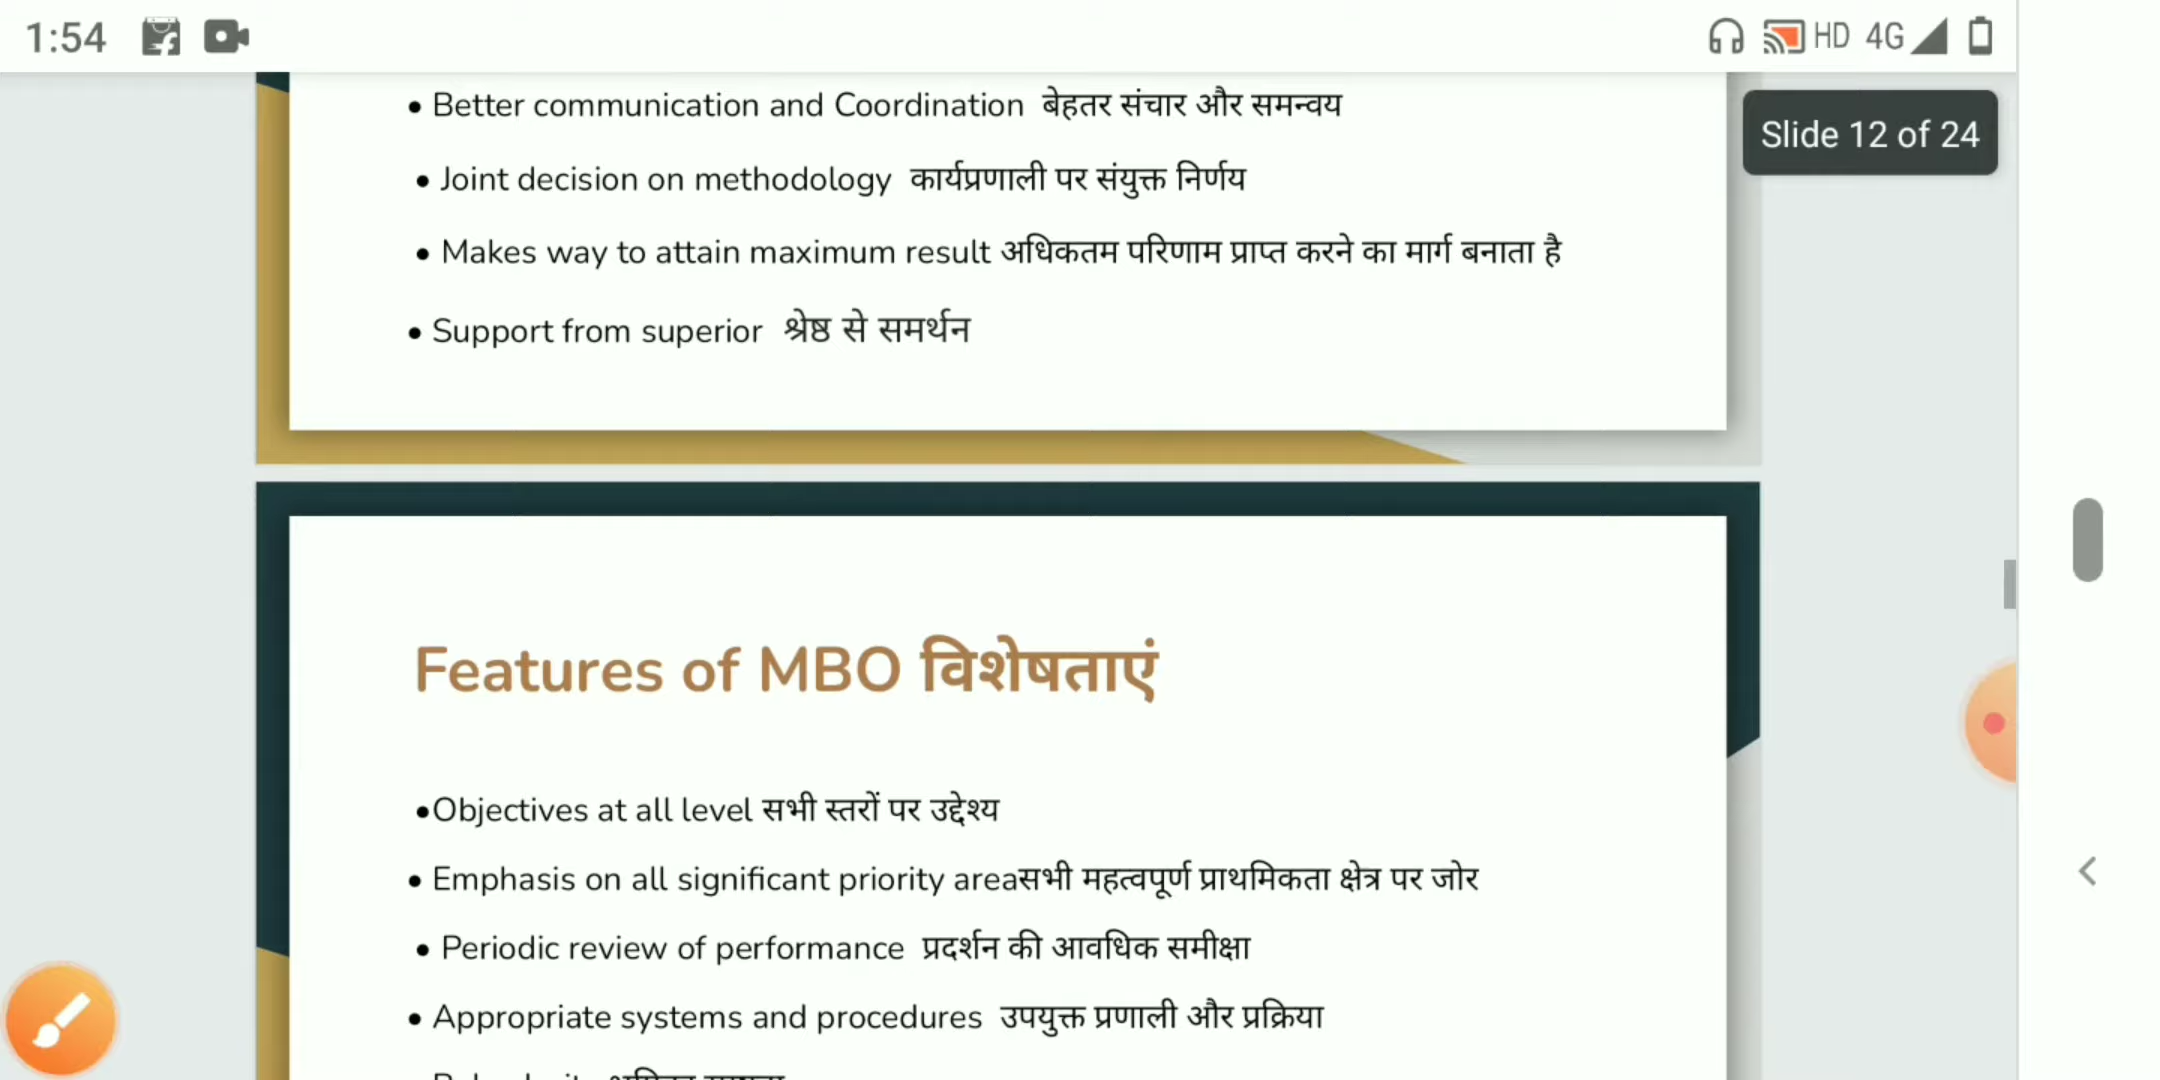 1:54
HD 4G
Slide 12 of 24
• Better communication and Coordination बेहतर संचार और समन्वय
• Joint decision on methodology कार्यप्रणाली पर संयुक्त निर्णय
• Makes way to attain maximum result अधिकतम परिणाम प्राप्त करने का मार्ग बनाता है
• Support from superior श्रेष्ठ से समर्थन
Features of MBO विशेषताएं
•Objectives at all level सभी स्तरों पर उद्देश्य
• Emphasis on all significant priority areaसभी महत्वपूर्ण प्राथमिकता क्षेत्र पर जोर
• Periodic review of performance प्रदर्शन की आवधिक समीक्षा
• Appropriate systems and procedures उपयुक्त प्रणाली और प्रक्रिया